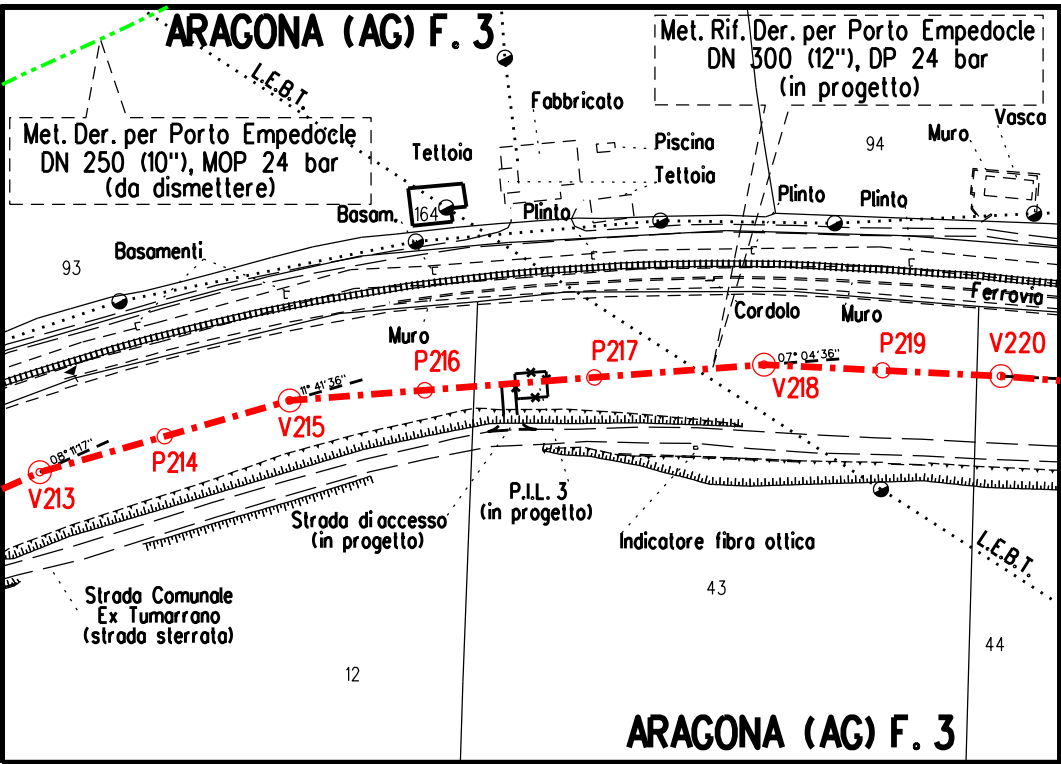 ARAGONA (AG) F. 3
Met. Rif. Der. per Porto Empedocle
DN 300 (12"), DP 24 bar
(in progetto)
L.E.B.T.
Fabbricato
Vasca
Muro
Met. Der. per Porto Empedocle
DN 250 (10"), MOP 24 bar
(da dismettere)
Tettoia
Piscina
94
Tettoia
Plinto
Plinto
Basam.
164
Plinto
Basamenti
93
Ferrovia
Cordolo
Muro
Muro
P216
P217
07° 04'36"
P219
V220
V218
11° 41'36"
V215
08° 11'17"
P214
V213
P.I.L. 3
(in progetto)
Strada di accesso
(in progetto)
Indicatore fibra ottica
L.E.B.T.
Strada Comunale
Ex Tumarrano
(strada sterrata)
43
44
12
ARAGONA (AG) F. 3